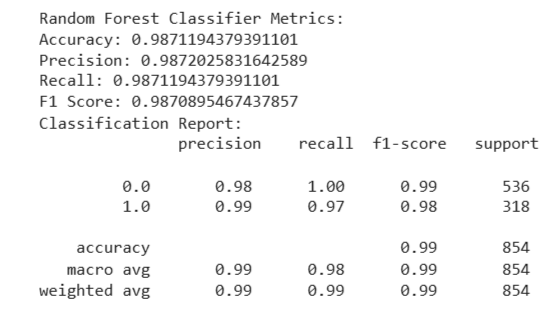 Random Forest Classifier Metrics:
Accuracy: 0.9871194379391101
Precision: 0.9872025831642589
Recall: 0.9871194379391101
F1 Score: 0.9870895467437857
Classification Report:
precision recall f1-score support
0.0 0.98 1.00 0.99 536
1.0 0.99 0.97 0.98 318
accuracy 0.99 854
macro avg 0.99 0.98 0.99 854
weighted avg 0.99 0.99 0.99 854